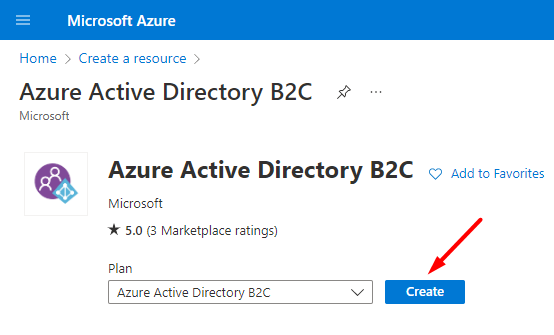 Microsoft Azure
Home > Create a resource >
Azure Active Directory B2C ...
Microsoft
Azure Active Directory B2C Add to Favorites
Microsoft
★ 5.0 (3 Marketplace ratings)
Plan
Azure Active Directory B2C Create